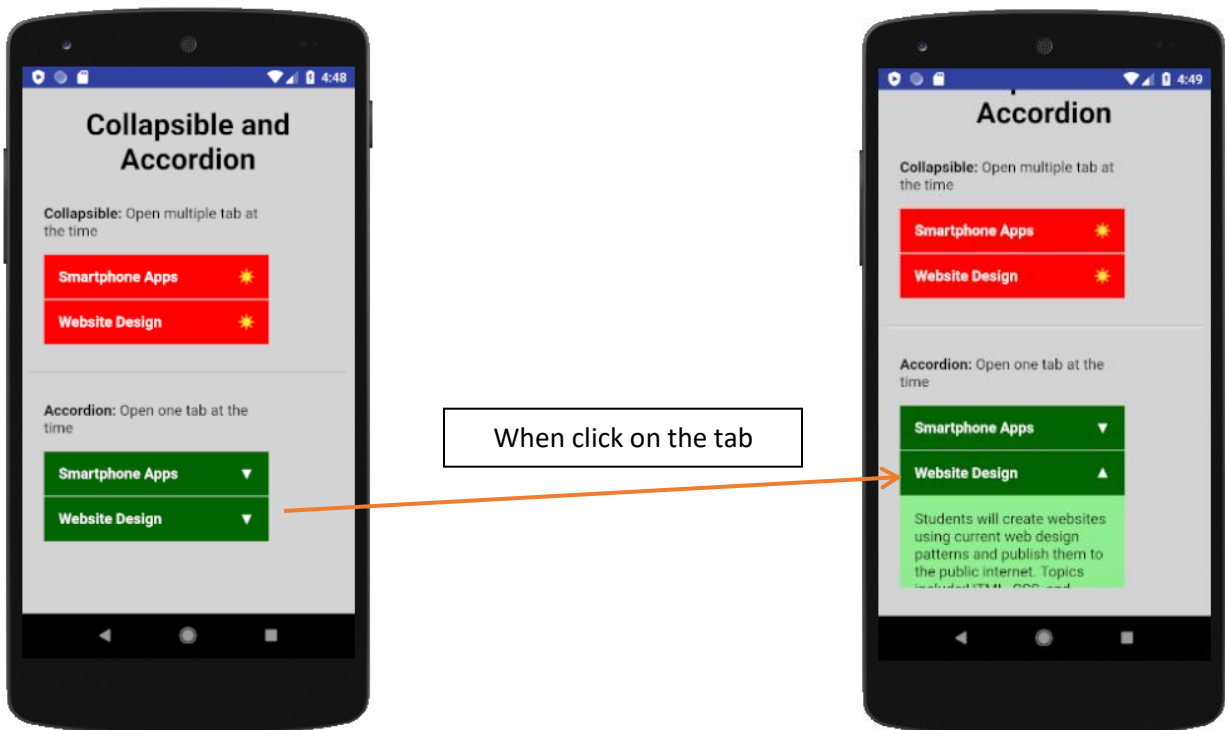 4:48
Collapsible and
Accordion
Collapsible: Open multiple tab at
the time
Smartphone Apps
Website Design
Accordion: Open one tab at the
time
Smartphone Apps
Website Design
When click on the tab
4:49
Accordion
Collapsible: Open multiple tab at
the time
Smartphone Apps
Website Design
Accordion: Open one tab at the
time
Smartphone Apps
Website Design
Students will create websites
using current web design
patterns and publish them to
the public internet. Topics